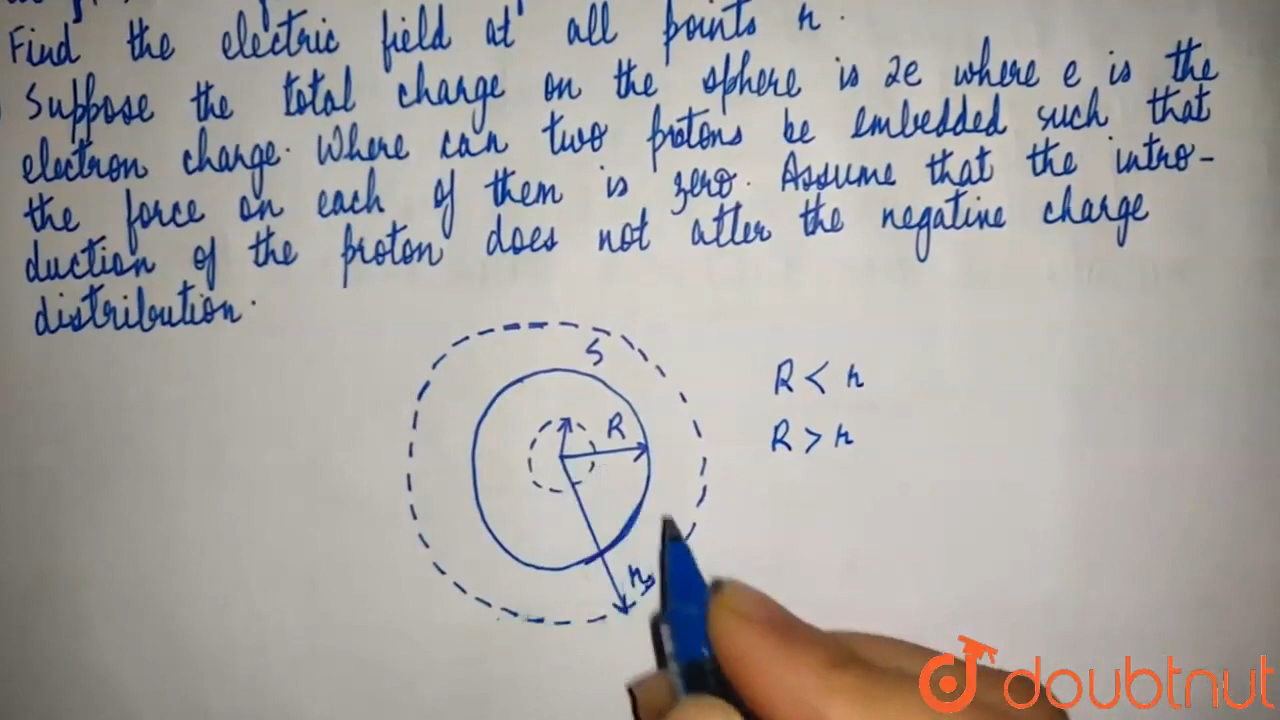 Find the electric field at all points r.
Suppose the total charge on the sphere is 2e where e is the
electron charge. Where can two protons be embedded such that
the force on each of them is zero. Assume that the intro-
duction of the proton does not alter the negative charge
distribution.
S
R < r
R
R > r
r
doubtnut